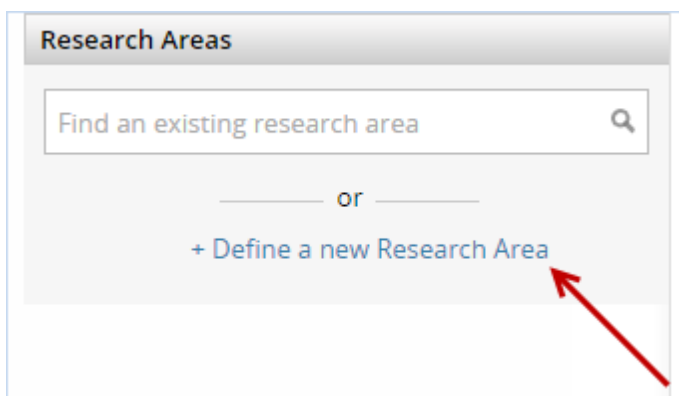 Research Areas
Find an existing research area
or
+ Define a new Research Area